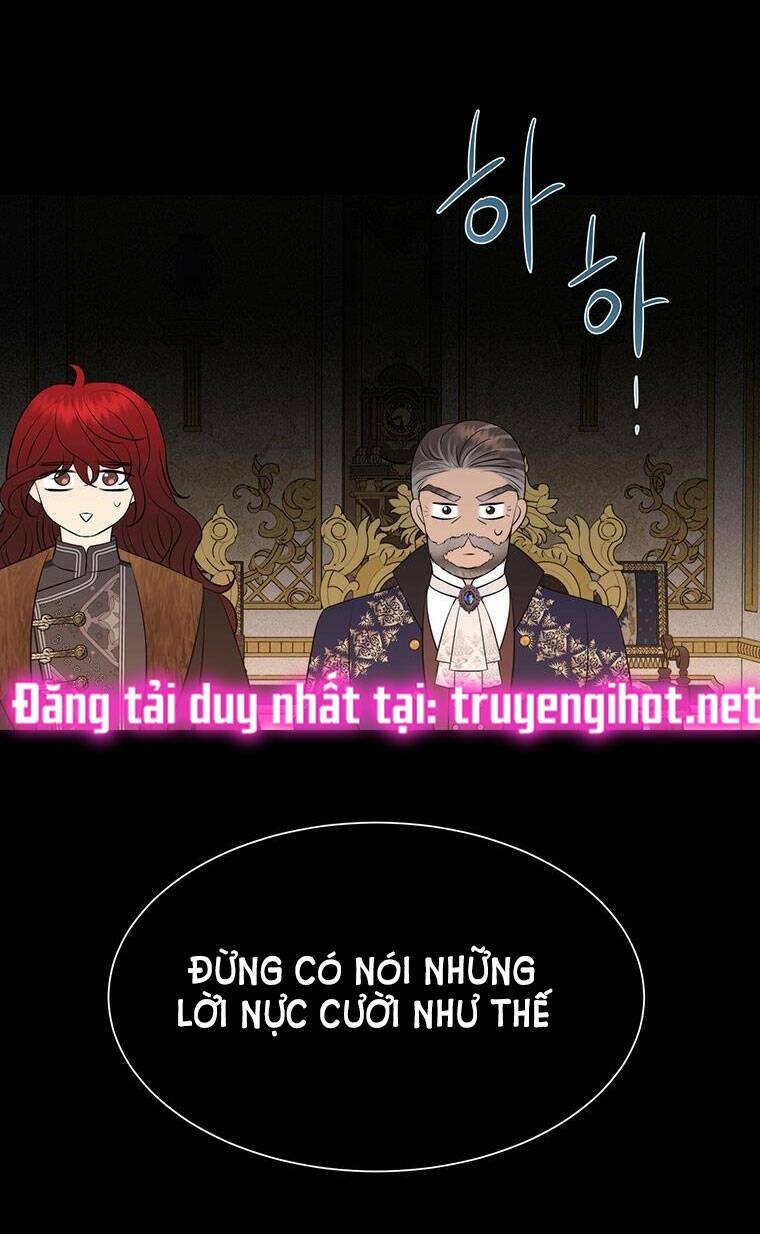 하
하...
Đăng tải duy nhất tại: truyengihot.net
ĐỪNG CÓ NÓI NHỮNG
LỜI NỰC CƯỜI NHƯ THẾ